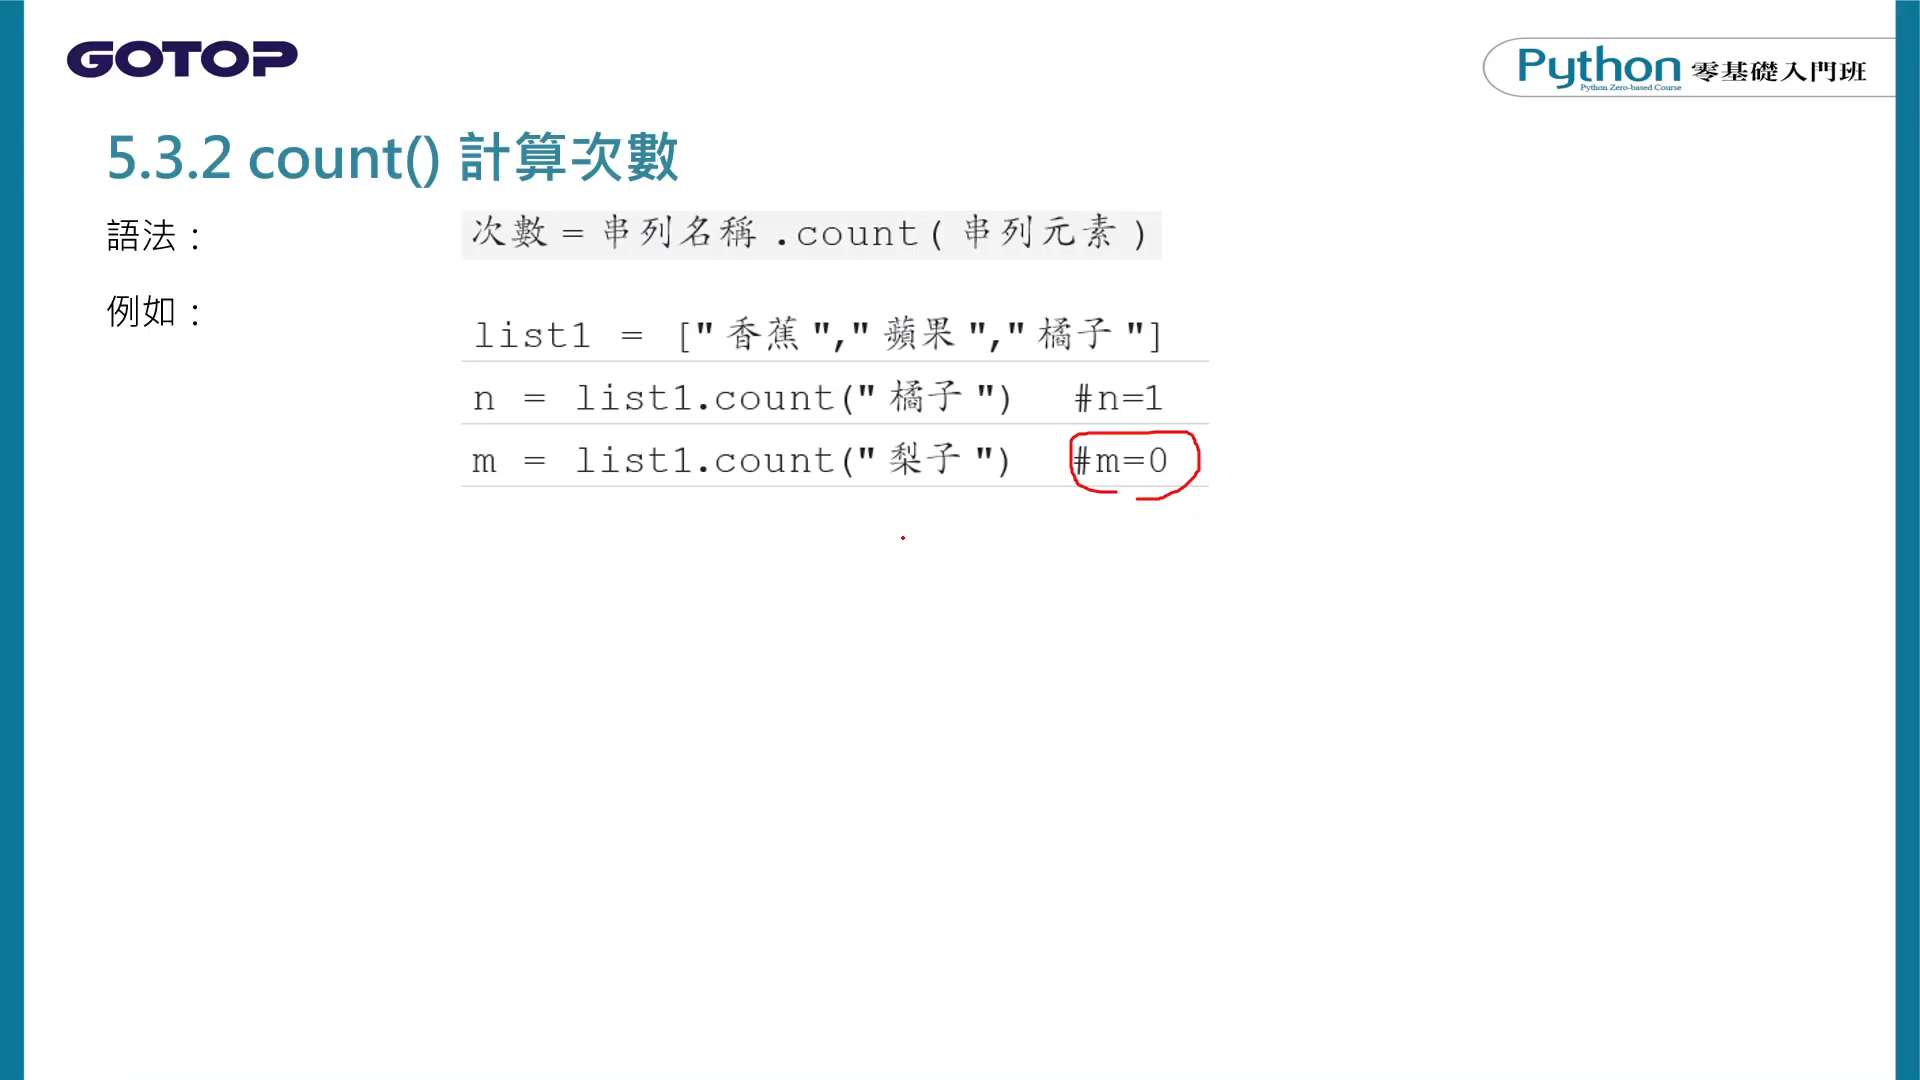 GOTOP
Python 零基礎入門班
Python Zero-based Course
5.3.2 count() 計算次數
語法：
次數 = 串列名稱 .count( 串列元素 )
例如：
list1 = [" 香蕉 "," 蘋果 "," 橘子 "]
n = list1.count(" 橘子 ") #n=1
m = list1.count(" 梨子 ") #m=0